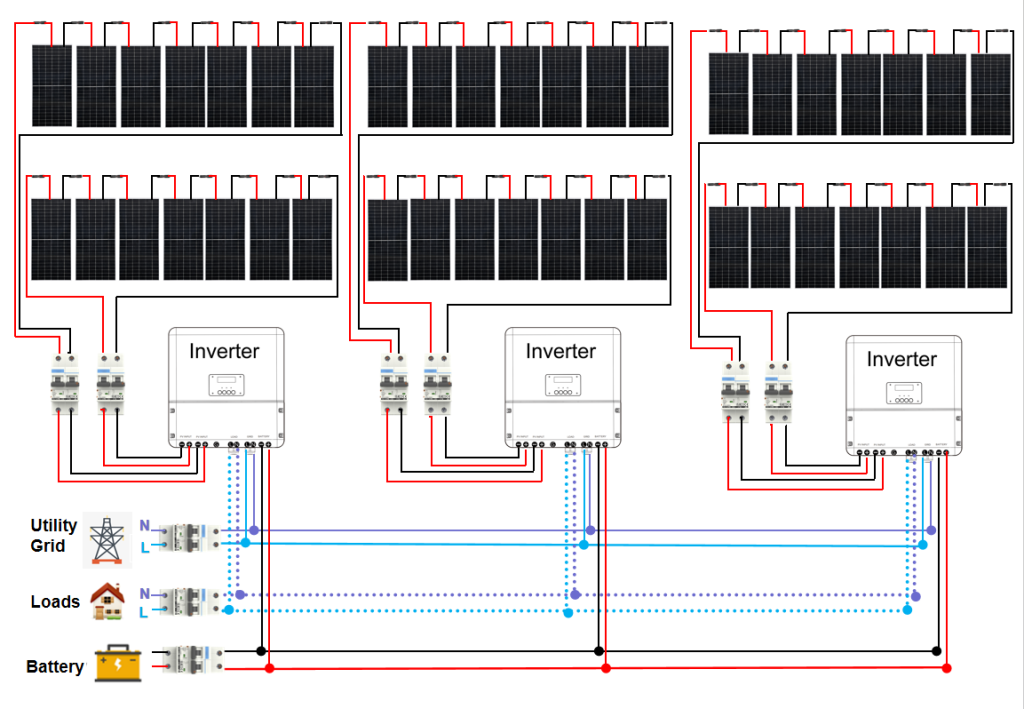 Inverter
Inverter
Inverter
Utility
Grid
N
L
Loads
N
L
Battery